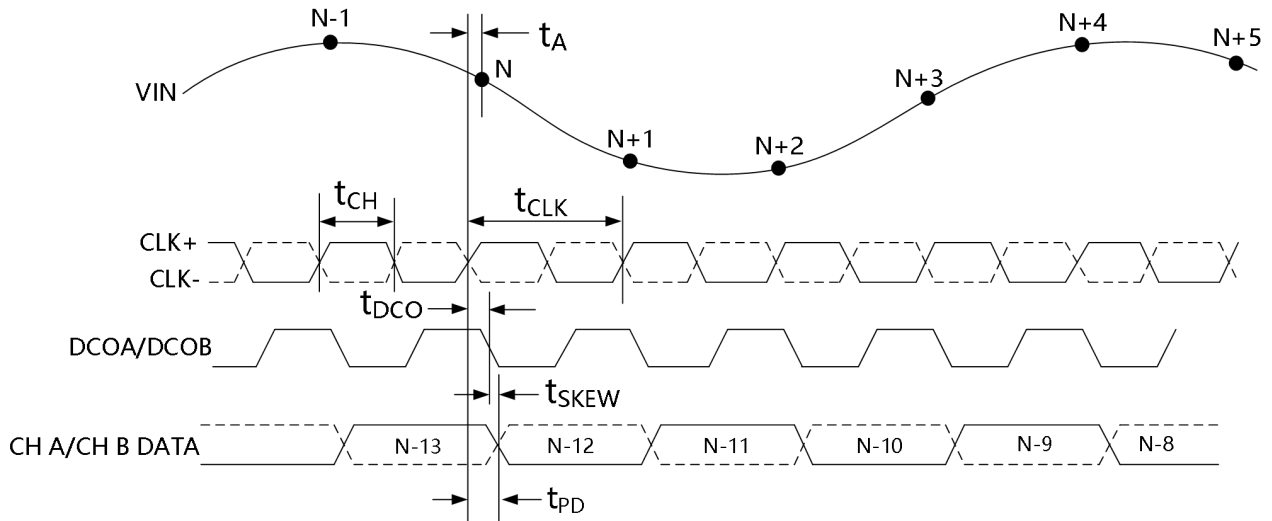 N-1
N+4
N+5
tA
N
N+3
VIN
N+1
N+2
tCH
tCLK
CLK+
CLK-
tDCO
DCOA/DCOB
tSKEW
CH A/CH B DATA
N-13
N-12
N-11
N-10
N-9
N-8
tPD